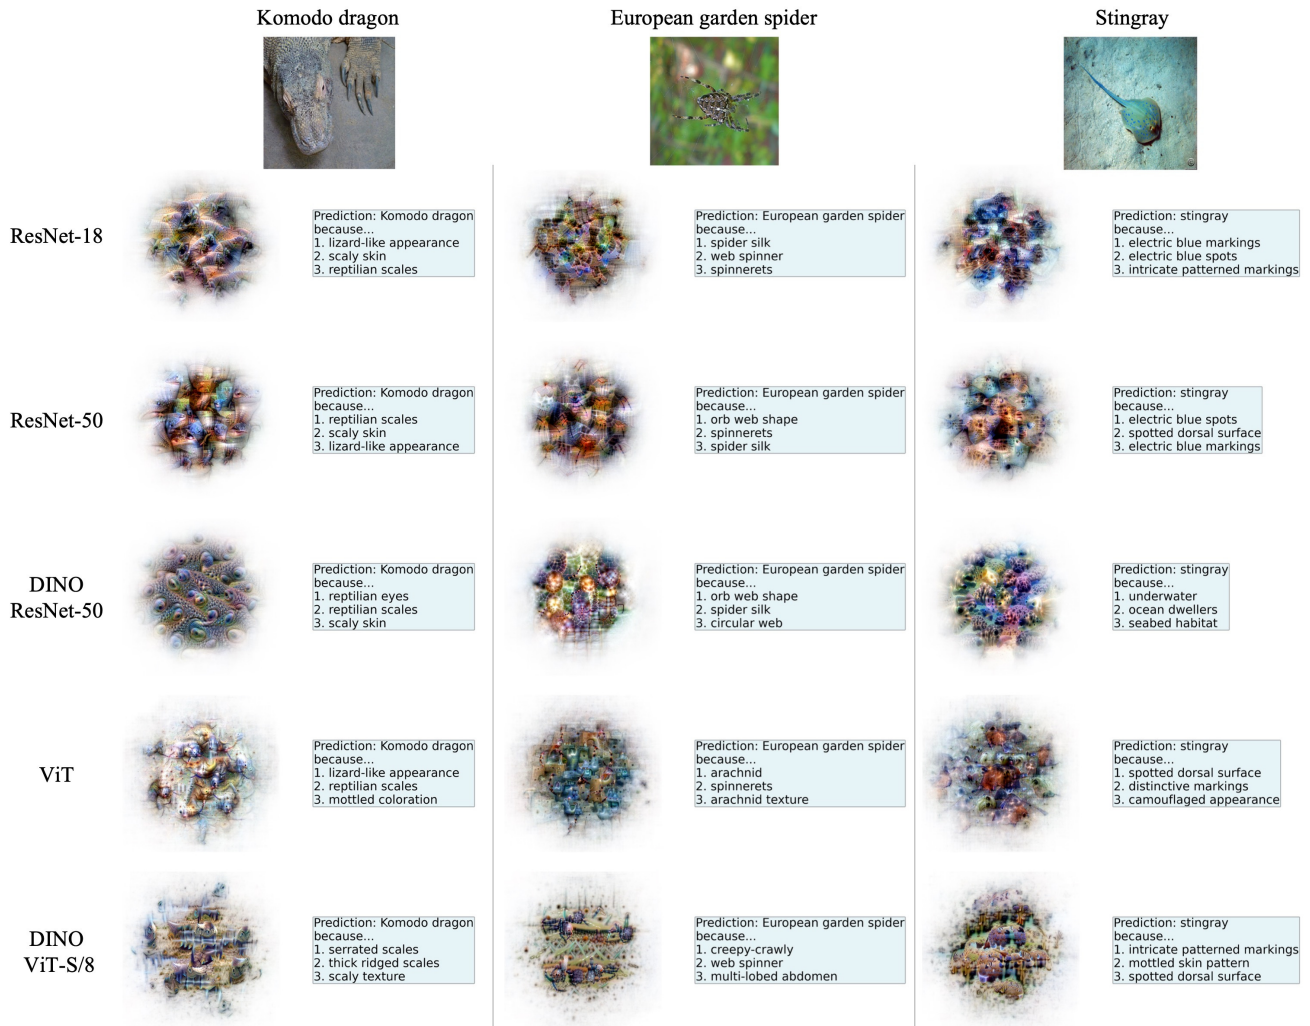 Komodo dragon
European garden spider
Stingray
ResNet-18
Prediction: Komodo dragon
because...
1. lizard-like appearance
2. scaly skin
3. reptilian scales
Prediction: European garden spider
because...
1. spider silk
2. web spinner
3. spinnerets
Prediction: stingray
because...
1. electric blue markings
2. electric blue spots
3. intricate patterned markings
ResNet-50
Prediction: Komodo dragon
because...
1. reptilian scales
2. scaly skin
3. lizard-like appearance
Prediction: European garden spider
because...
1. orb web shape
2. spinnerets
3. spider silk
Prediction: stingray
because...
1. electric blue spots
2. spotted dorsal surface
3. electric blue markings
DINO
ResNet-50
Prediction: Komodo dragon
because...
1. reptilian eyes
2. reptilian scales
3. scaly skin
Prediction: European garden spider
because...
1. orb web shape
2. spider silk
3. circular web
Prediction: stingray
because...
1. underwater
2. ocean dwellers
3. seabed habitat
ViT
Prediction: Komodo dragon
because...
1. lizard-like appearance
2. reptilian scales
3. mottled coloration
Prediction: European garden spider
because...
1. arachnid
2. spinnerets
3. arachnid texture
Prediction: stingray
because...
1. spotted dorsal surface
2. distinctive markings
3. camouflaged appearance
DINO
ViT-S/8
Prediction: Komodo dragon
because...
1. serrated scales
2. thick ridged scales
3. scaly texture
Prediction: European garden spider
because...
1. creepy-crawly
2. web spinner
3. multi-lobed abdomen
Prediction: stingray
because...
1. intricate patterned markings
2. mottled skin pattern
3. spotted dorsal surface